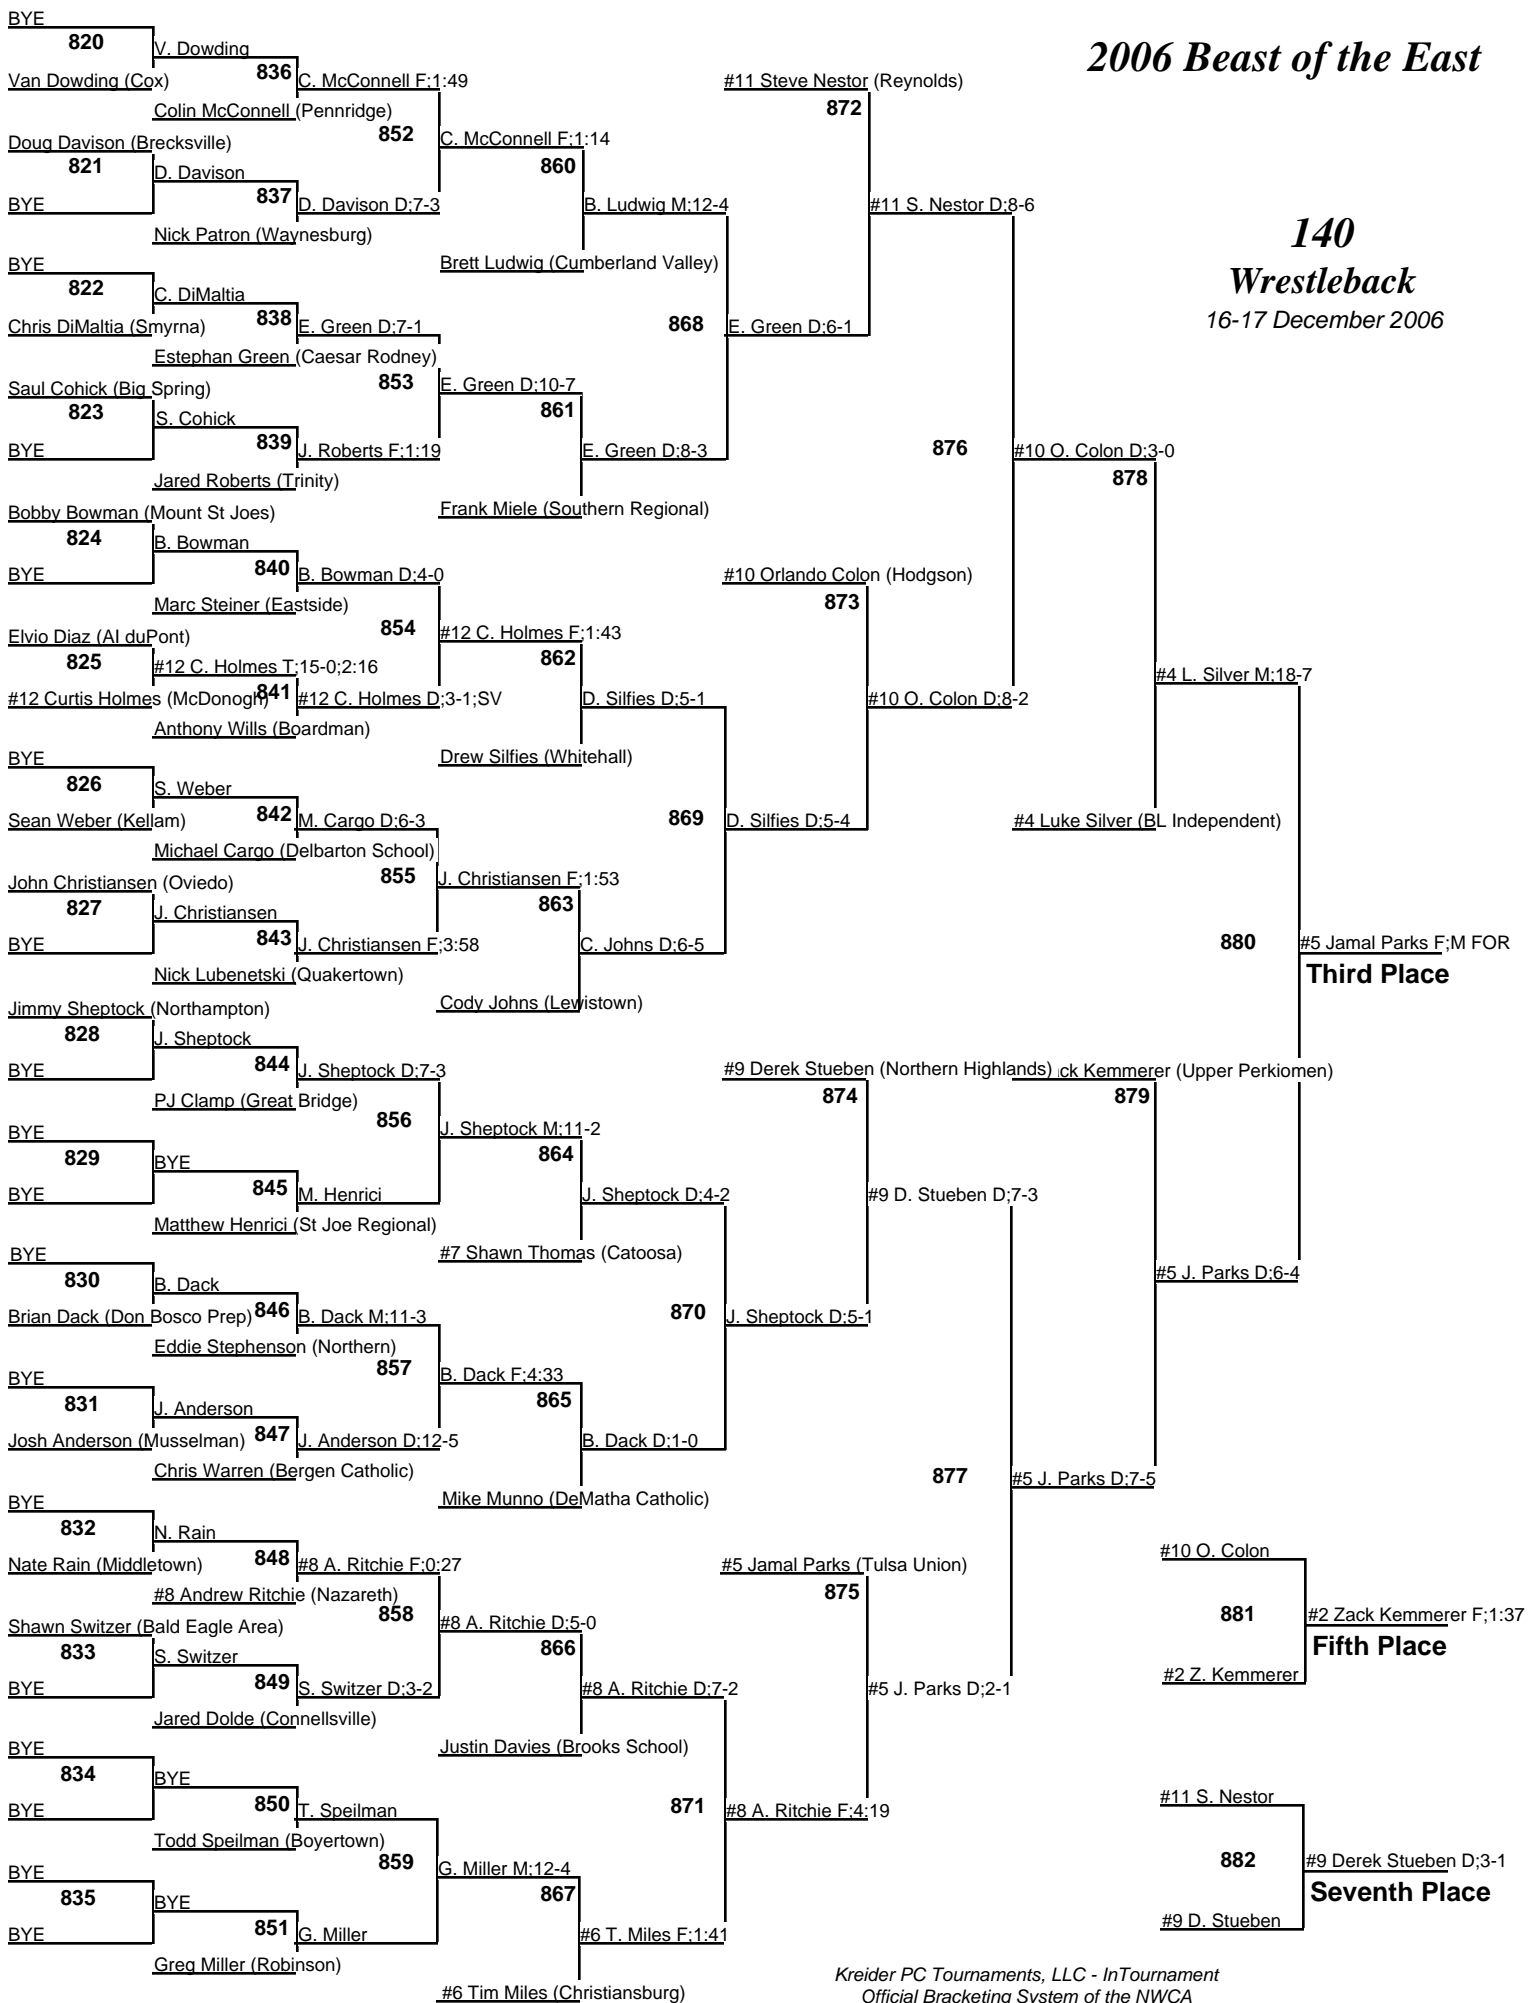 2006 Beast of the East
140
Wrestleback
16-17 December 2006
BYE
820
Van Dowding (Cox)
V. Dowding
836
Colin McConnell (Pennridge)
C. McConnell F;1:49
Doug Davison (Brecksville)
821
BYE
D. Davison
837
Nick Patron (Waynesburg)
D. Davison D;7-3
852
C. McConnell F;1:14
860
Brett Ludwig (Cumberland Valley)
B. Ludwig M;12-4
BYE
822
Chris DiMaltia (Smyrna)
C. DiMaltia
838
Estephan Green (Caesar Rodney)
E. Green D;7-1
Saul Cohick (Big Spring)
823
BYE
S. Cohick
839
Jared Roberts (Trinity)
J. Roberts F;1:19
853
E. Green D;10-7
861
Frank Miele (Southern Regional)
E. Green D;8-3
868
E. Green D;6-1
#11 Steve Nestor (Reynolds)
872
#11 S. Nestor D;8-6
Bobby Bowman (Mount St Joes)
824
BYE
B. Bowman
840
Marc Steiner (Eastside)
B. Bowman D;4-0
Elvio Diaz (AI duPont)
825
#12 Curtis Holmes (McDonogh)
#12 C. Holmes T;15-0;2:16
841
Anthony Wills (Boardman)
#12 C. Holmes D;3-1;SV
854
#12 C. Holmes F;1:43
862
Drew Silfies (Whitehall)
D. Silfies D;5-1
BYE
826
Sean Weber (Kellam)
S. Weber
842
Michael Cargo (Delbarton School)
M. Cargo D;6-3
John Christiansen (Oviedo)
827
BYE
J. Christiansen
843
Nick Lubenetski (Quakertown)
J. Christiansen F;3:58
855
J. Christiansen F;1:53
863
Cody Johns (Lewistown)
C. Johns D;6-5
869
D. Silfies D;5-4
#10 Orlando Colon (Hodgson)
873
#10 O. Colon D;8-2
876
#10 O. Colon D;3-0
878
#4 Luke Silver (BL Independent)
#4 L. Silver M;18-7
Jimmy Sheptock (Northampton)
828
BYE
J. Sheptock
844
PJ Clamp (Great Bridge)
J. Sheptock D;7-3
BYE
829
BYE
BYE
845
Matthew Henrici (St Joe Regional)
M. Henrici
856
J. Sheptock M;11-2
864
#7 Shawn Thomas (Catoosa)
J. Sheptock D;4-2
BYE
830
Brian Dack (Don Bosco Prep)
B. Dack
846
Eddie Stephenson (Northern)
B. Dack M;11-3
BYE
831
Josh Anderson (Musselman)
J. Anderson
847
Chris Warren (Bergen Catholic)
J. Anderson D;12-5
857
B. Dack F;4:33
865
Mike Munno (DeMatha Catholic)
B. Dack D;1-0
870
J. Sheptock D;5-1
#9 Derek Stueben (Northern Highlands)
874
#9 D. Stueben D;7-3
BYE
832
Nate Rain (Middletown)
N. Rain
848
#8 Andrew Ritchie (Nazareth)
#8 A. Ritchie F;0:27
Shawn Switzer (Bald Eagle Area)
833
BYE
S. Switzer
849
Jared Dolde (Connellsville)
S. Switzer D;3-2
858
#8 A. Ritchie D;5-0
866
Justin Davies (Brooks School)
#8 A. Ritchie D;7-2
BYE
834
BYE
BYE
850
Todd Speilman (Boyertown)
T. Speilman
BYE
835
BYE
BYE
851
Greg Miller (Robinson)
G. Miller
859
G. Miller M;12-4
867
#6 Tim Miles (Christiansburg)
#6 T. Miles F;1:41
871
#8 A. Ritchie F;4:19
#5 Jamal Parks (Tulsa Union)
875
#5 J. Parks D;2-1
877
#5 J. Parks D;7-5
ck Kemmerer (Upper Perkiomen)
879
#5 J. Parks D;6-4
880
#5 Jamal Parks F;M FOR
Third Place
#10 O. Colon
881
#2 Z. Kemmerer
#2 Zack Kemmerer F;1:37
Fifth Place
#11 S. Nestor
882
#9 D. Stueben
#9 Derek Stueben D;3-1
Seventh Place
Kreider PC Tournaments, LLC - InTournament
Official Bracketing System of the NWCA